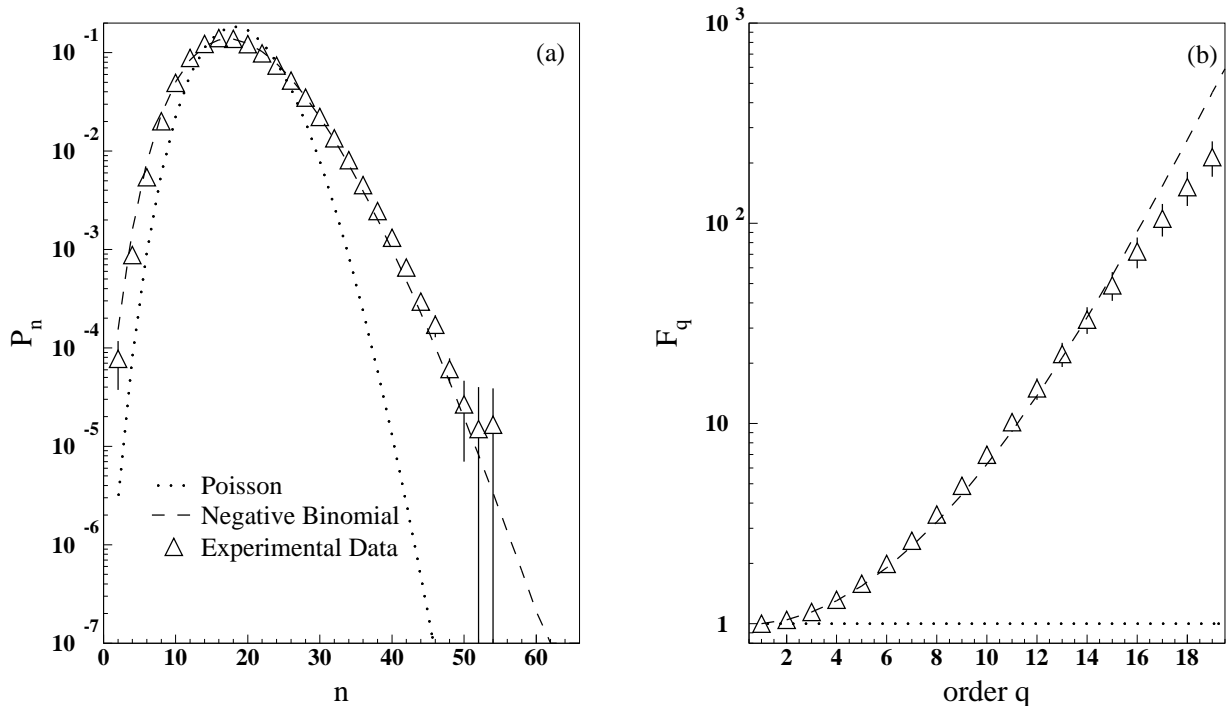 (a)
P_n
10^-1
10^-2
10^-3
10^-4
10^-5
10^-6
10^-7
Poisson
Negative Binomial
Experimental Data
0 10 20 30 40 50 60
n
(b)
F_q
10^3
10^2
10
1
2 4 6 8 10 12 14 16 18
order q